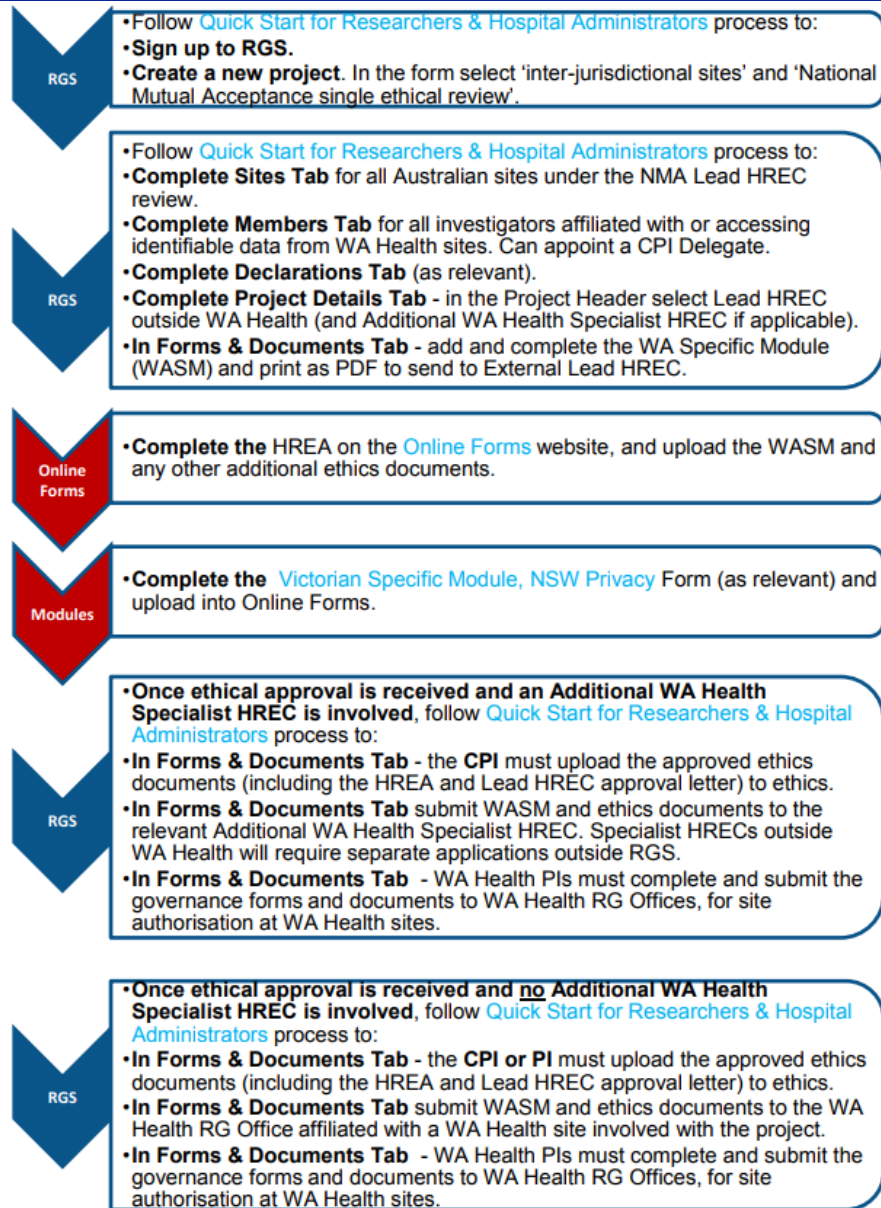 RGS
•Follow Quick Start for Researchers & Hospital Administrators process to:
•Sign up to RGS.
•Create a new project. In the form select ‘inter-jurisdictional sites’ and ‘National
Mutual Acceptance single ethical review’.
RGS
•Follow Quick Start for Researchers & Hospital Administrators process to:
•Complete Sites Tab for all Australian sites under the NMA Lead HREC
review.
•Complete Members Tab for all investigators affiliated with or accessing
identifiable data from WA Health sites. Can appoint a CPI Delegate.
•Complete Declarations Tab (as relevant).
•Complete Project Details Tab - in the Project Header select Lead HREC
outside WA Health (and Additional WA Health Specialist HREC if applicable).
•In Forms & Documents Tab - add and complete the WA Specific Module
(WASM) and print as PDF to send to External Lead HREC.
Online
Forms
•Complete the HREA on the Online Forms website, and upload the WASM and
any other additional ethics documents.
Modules
•Complete the Victorian Specific Module, NSW Privacy Form (as relevant) and
upload into Online Forms.
RGS
•Once ethical approval is received and an Additional WA Health
Specialist HREC is involved, follow Quick Start for Researchers & Hospital
Administrators process to:
•In Forms & Documents Tab - the CPI must upload the approved ethics
documents (including the HREA and Lead HREC approval letter) to ethics.
•In Forms & Documents Tab submit WASM and ethics documents to the
relevant Additional WA Health Specialist HREC. Specialist HRECs outside
WA Health will require separate applications outside RGS.
•In Forms & Documents Tab - WA Health PIs must complete and submit the
governance forms and documents to WA Health RG Offices, for site
authorisation at WA Health sites.
RGS
•Once ethical approval is received and no Additional WA Health
Specialist HREC is involved, follow Quick Start for Researchers & Hospital
Administrators process to:
•In Forms & Documents Tab - the CPI or PI must upload the approved ethics
documents (including the HREA and Lead HREC approval letter) to ethics.
•In Forms & Documents Tab submit WASM and ethics documents to the WA
Health RG Office affiliated with a WA Health site involved with the project.
•In Forms & Documents Tab - WA Health PIs must complete and submit the
governance forms and documents to WA Health RG Offices, for site
authorisation at WA Health sites.